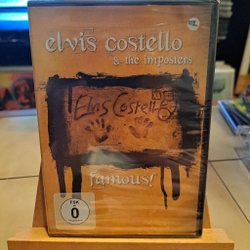 elvis costello
& the imposters
Elvis Costello
famous!
FSK
0